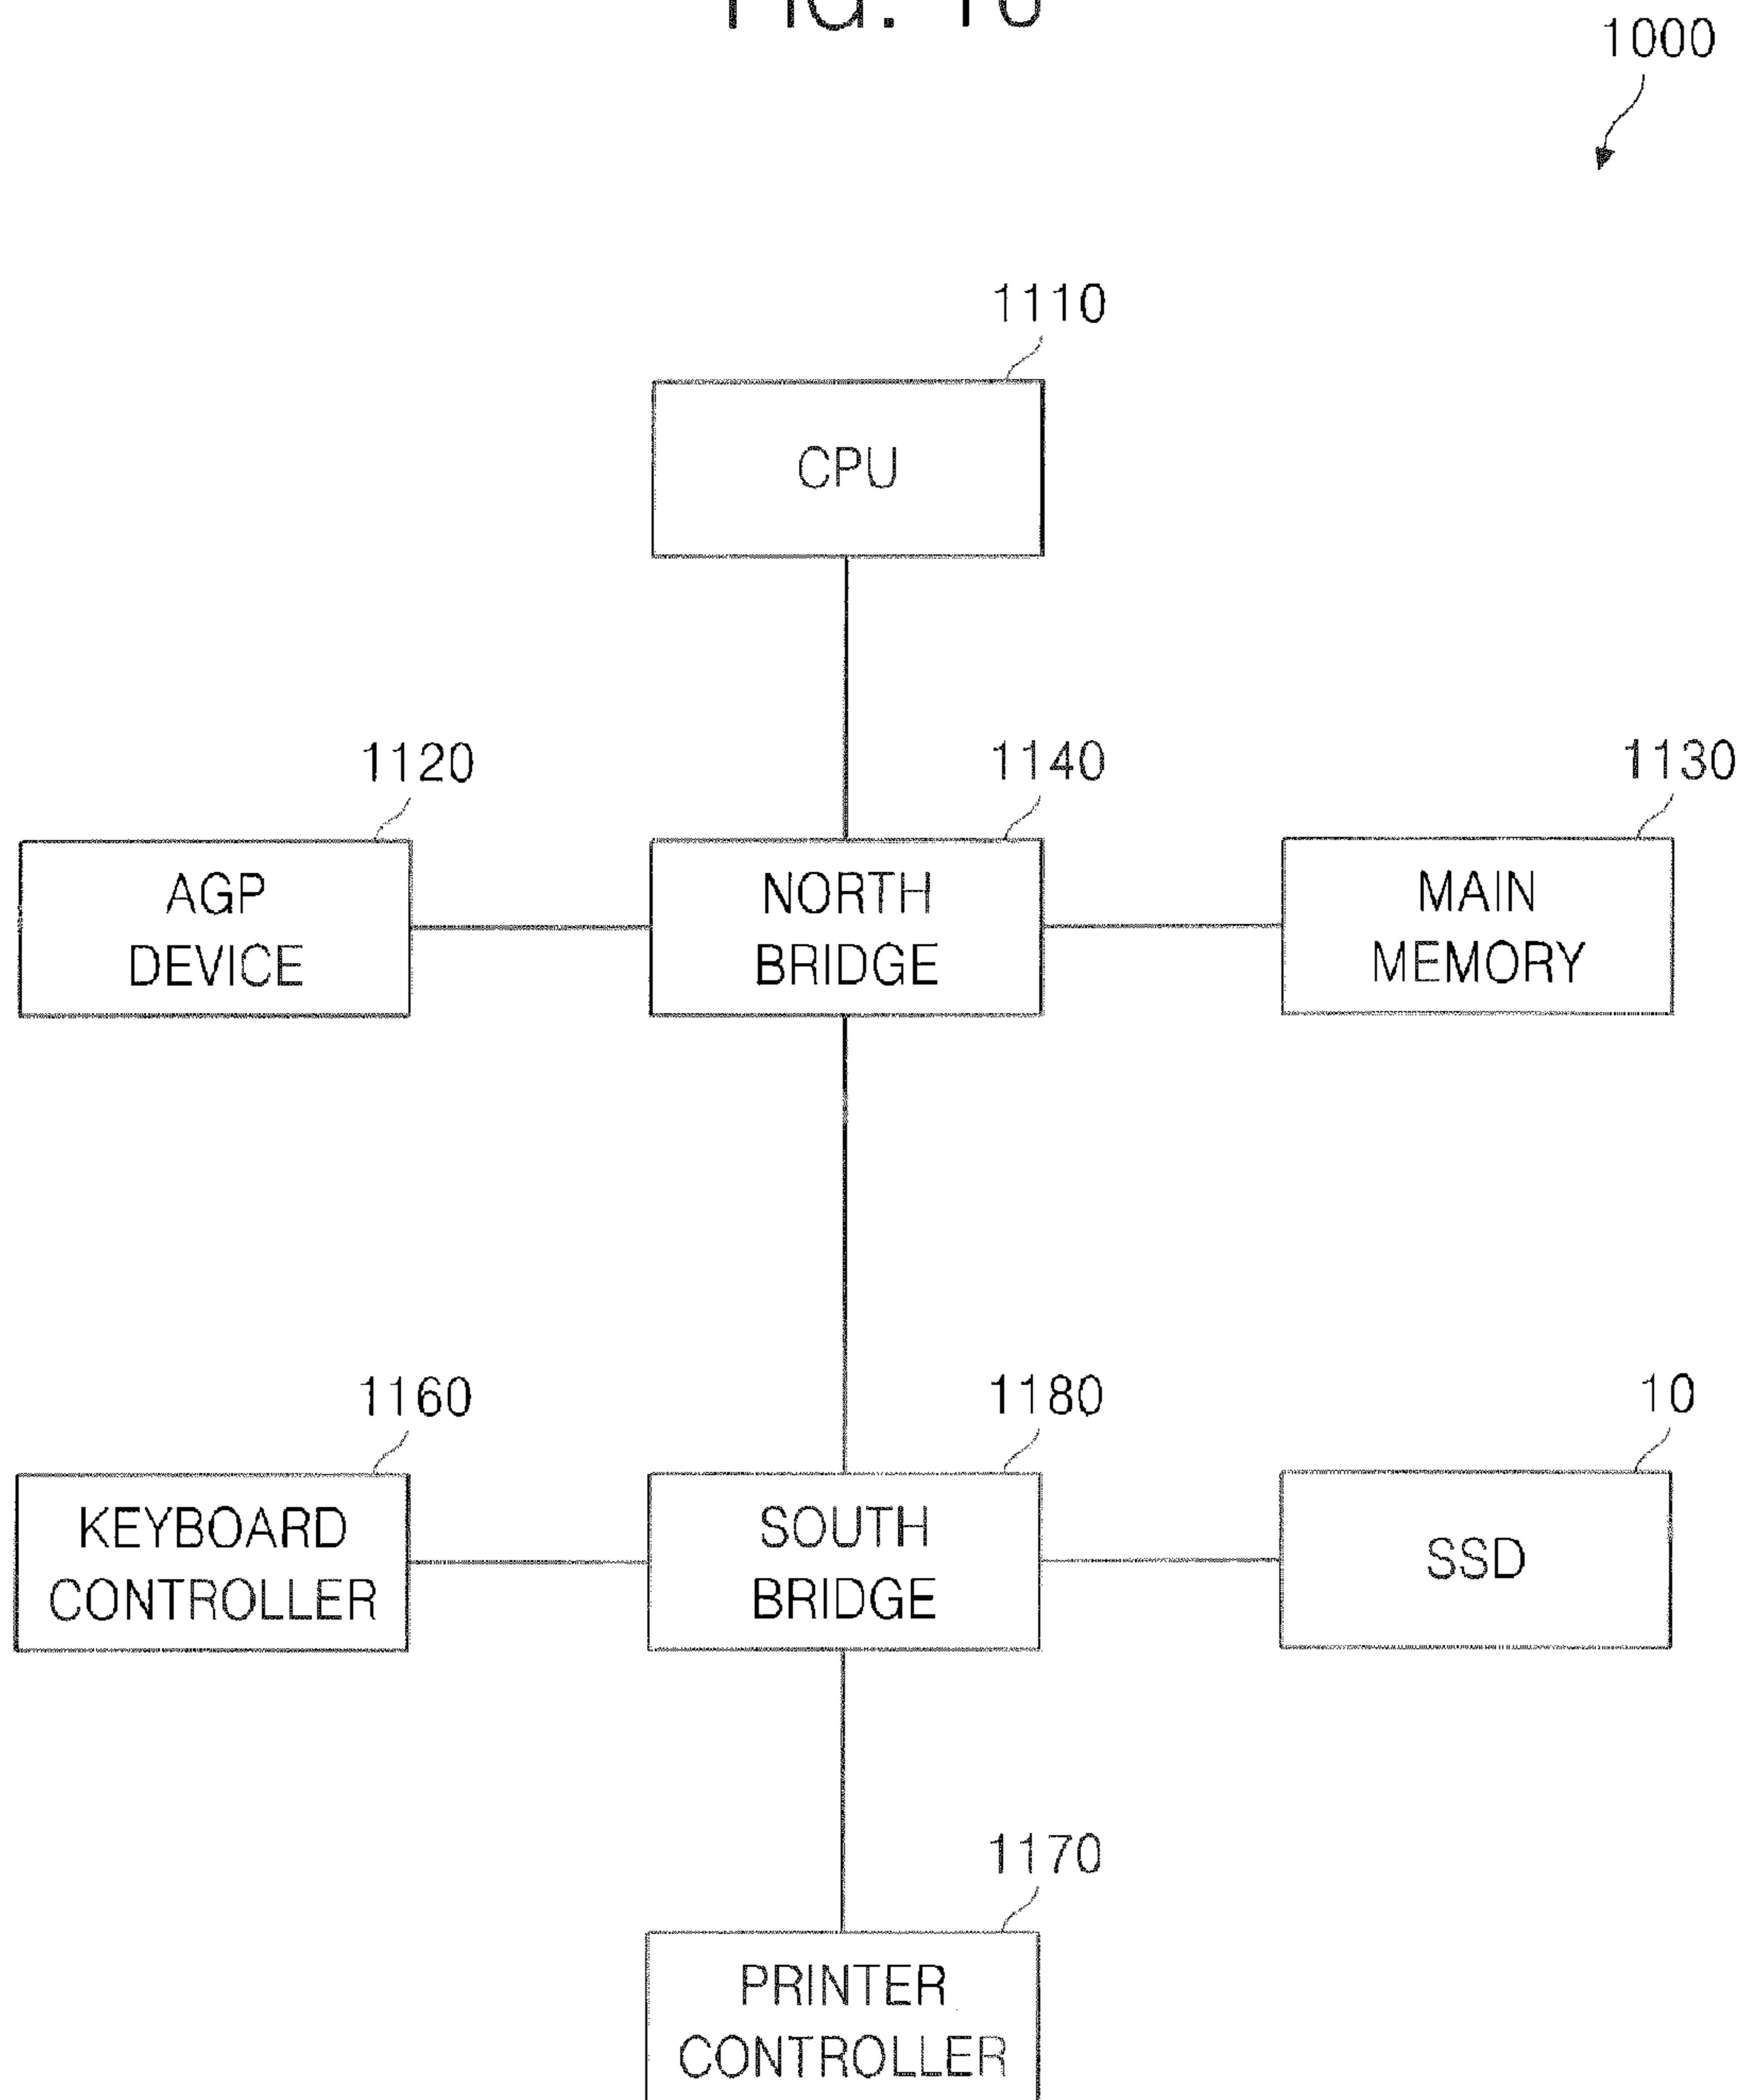 1000
1110
CPU
1120
1140
1130
AGP
DEVICE
NORTH
BRIDGE
MAIN
MEMORY
1160
1180
10
KEYBOARD
CONTROLLER
SOUTH
BRIDGE
SSD
1170
PRINTER
CONTROLLER